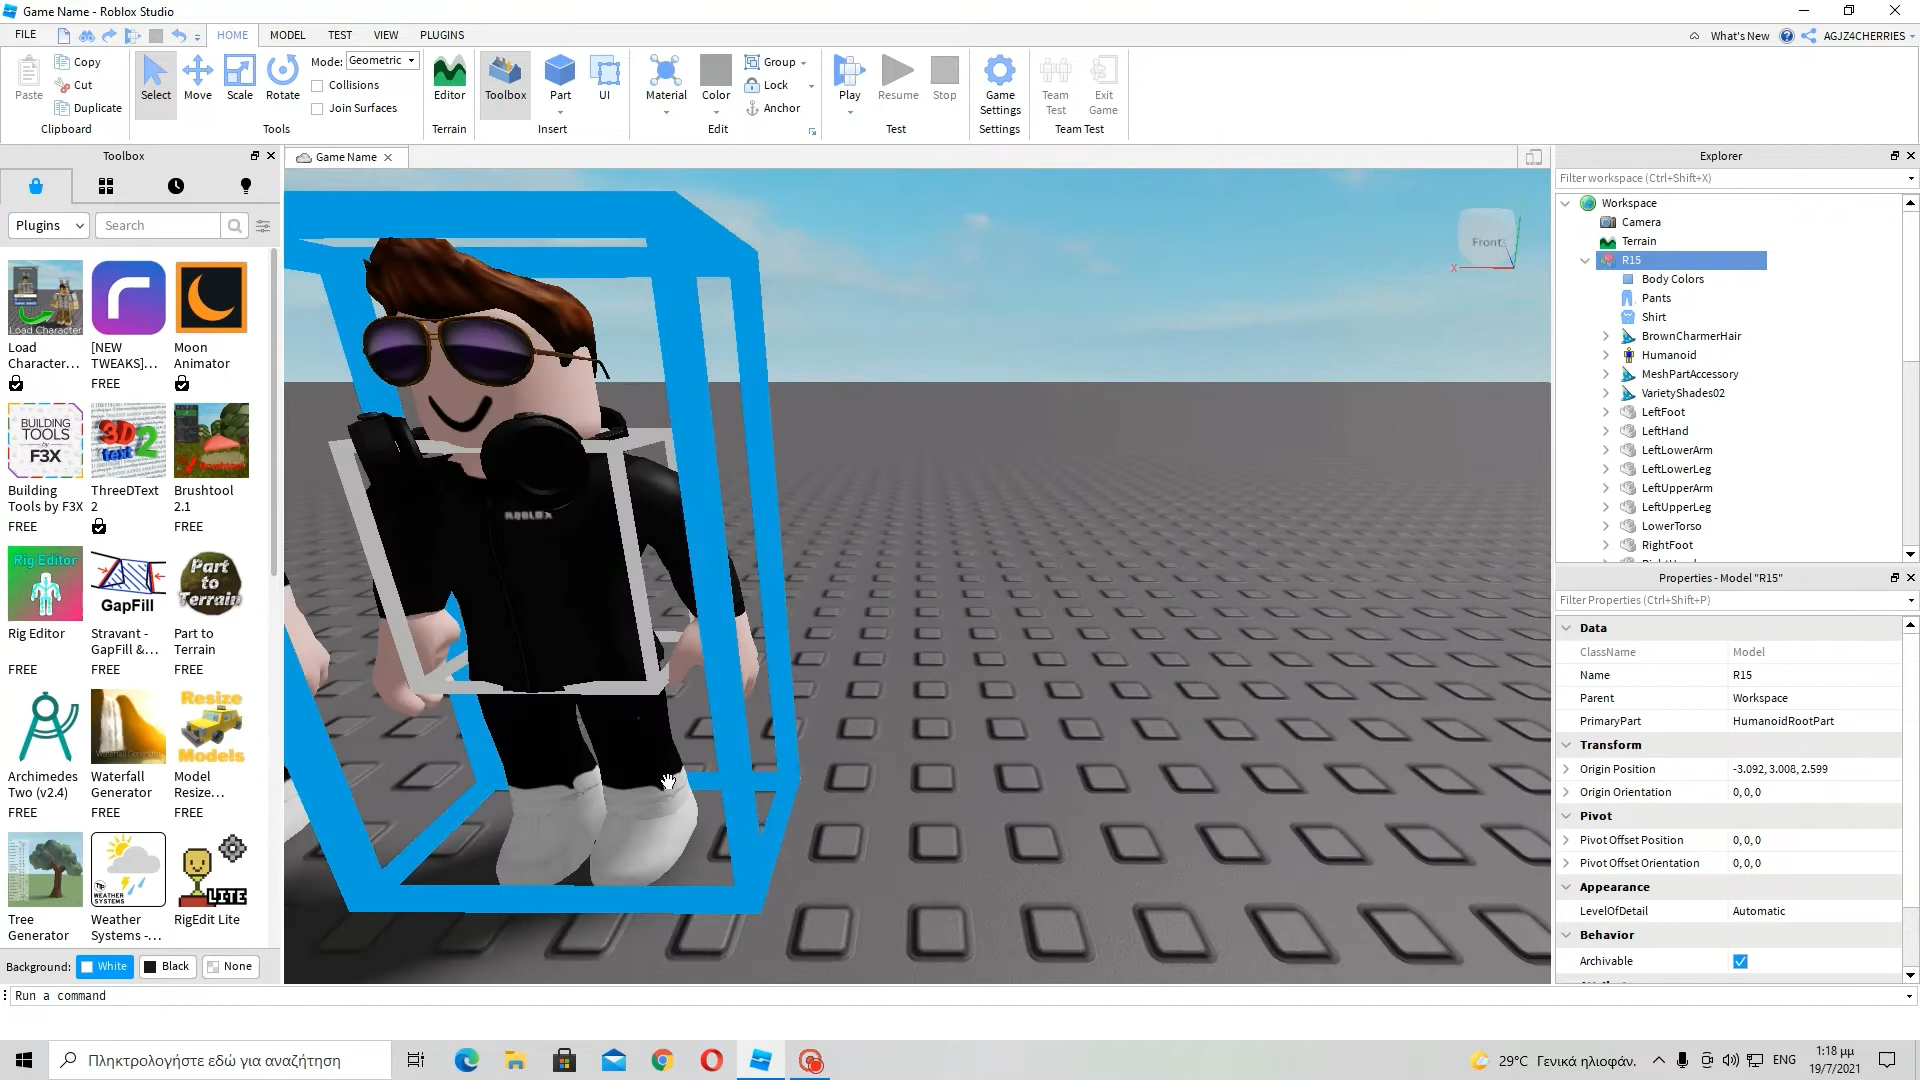 Game Name - Roblox Studio
FILE
HOME
MODEL
TEST
VIEW
PLUGINS
What's New
AGJZ4CHERRIES
Paste
Copy
Cut
Duplicate
Clipboard
Select
Move
Scale
Rotate
Mode: Geometric
Collisions
Join Surfaces
Tools
Editor
Terrain
Toolbox
Part
UI
Insert
Material
Color
Group
Lock
Anchor
Edit
Play
Resume
Stop
Test
Game Settings
Settings
Team Test
Exit Game
Team Test
Toolbox
Plugins
Search
Load Character
Load Character...
[NEW TWEAKS]...
FREE
Moon Animator
BUILDING TOOLS by F3X
Building Tools by F3X
FREE
3D text 2
ThreeDText 2
Brushtool 2.1
FREE
Rig Editor
Rig Editor
FREE
GapFill
Stravant - GapFill &...
FREE
Part to Terrain
Part to Terrain
FREE
Archimedes Two (v2.4)
FREE
Waterfall Generator
Waterfall Generator
FREE
Resize Models
Model Resize...
FREE
Tree Generator
WEATHER SYSTEMS
Weather Systems -...
LITE
RigEdit Lite
Background:
White
Black
None
Game Name
ROBLOX
Front
X
Explorer
Filter workspace (Ctrl+Shift+X)
Workspace
Camera
Terrain
R15
Body Colors
Pants
Shirt
BrownCharmerHair
Humanoid
MeshPartAccessory
VarietyShades02
LeftFoot
LeftHand
LeftLowerArm
LeftLowerLeg
LeftUpperArm
LeftUpperLeg
LowerTorso
RightFoot
Properties - Model "R15"
Filter Properties (Ctrl+Shift+P)
Data
ClassName Model
Name R15
Parent Workspace
PrimaryPart HumanoidRootPart
Transform
Origin Position -3.092, 3.008, 2.599
Origin Orientation 0, 0, 0
Pivot
Pivot Offset Position 0, 0, 0
Pivot Offset Orientation 0, 0, 0
Appearance
LevelOfDetail Automatic
Behavior
Archivable
Run a command
Πληκτρολογήστε εδώ για αναζήτηση
29°C Γενικά ηλιοφάν.
ENG
1:18 μμ
19/7/2021